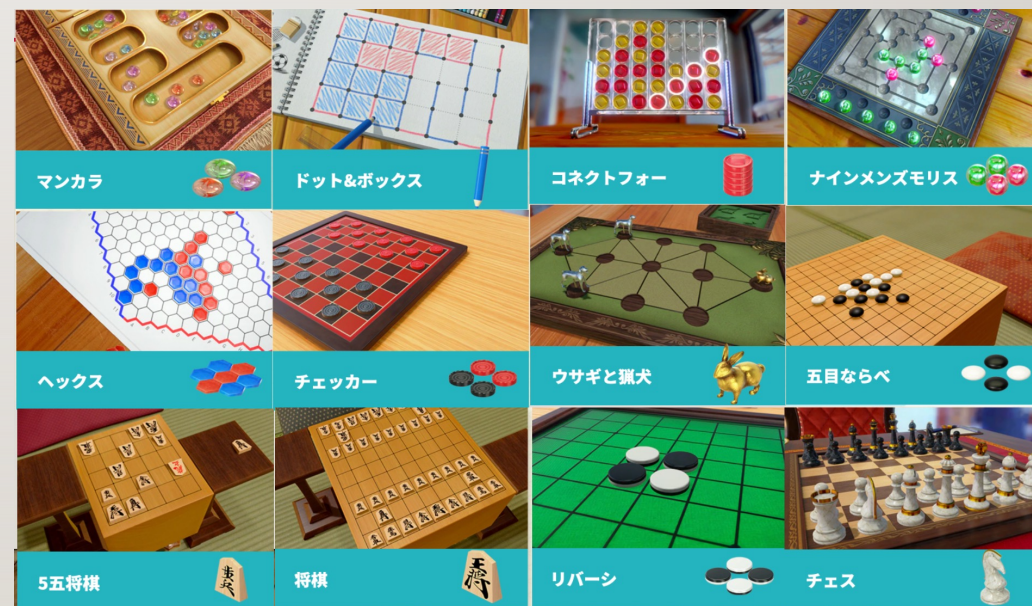 マンカラ
ドット&ボックス
コネクトフォー
ナインメンズモリス
ヘックス
チェッカー
ウサギと猟犬
五目ならべ
5五将棋
将棋
リバーシ
チェス